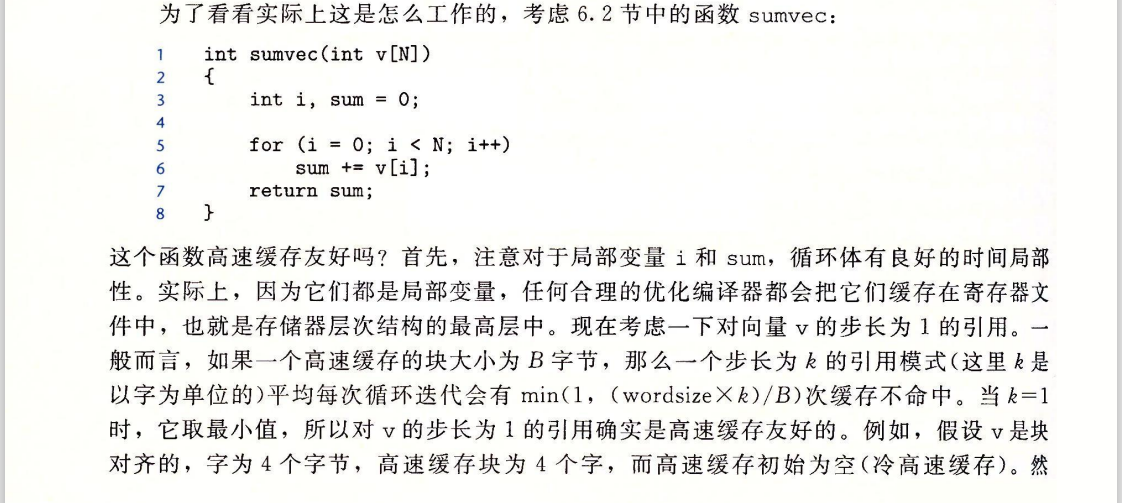 为了看看实际上这是怎么工作的，考虑 6.2 节中的函数 sumvec：
1 int sumvec(int v[N])
2 {
3 int i, sum = 0;
4
5 for (i = 0; i < N; i++)
6 sum += v[i];
7 return sum;
8 }
这个函数高速缓存友好吗？首先，注意对于局部变量 i 和 sum，循环体有良好的时间局部
性。实际上，因为它们都是局部变量，任何合理的优化编译器都会把它们缓存在寄存器文
件中，也就是存储器层次结构的最高层中。现在考虑一下对向量 v 的步长为 1 的引用。一
般而言，如果一个高速缓存的块大小为 B 字节，那么一个步长为 k 的引用模式(这里 k 是
以字为单位的)平均每次循环迭代会有 min(1, (wordsize×k)/B)次缓存不命中。当 k=1
时，它取最小值，所以对 v 的步长为 1 的引用确实是高速缓存友好的。例如，假设 v 是块
对齐的，字为 4 个字节，高速缓存块为 4 个字，而高速缓存初始为空(冷高速缓存)。然